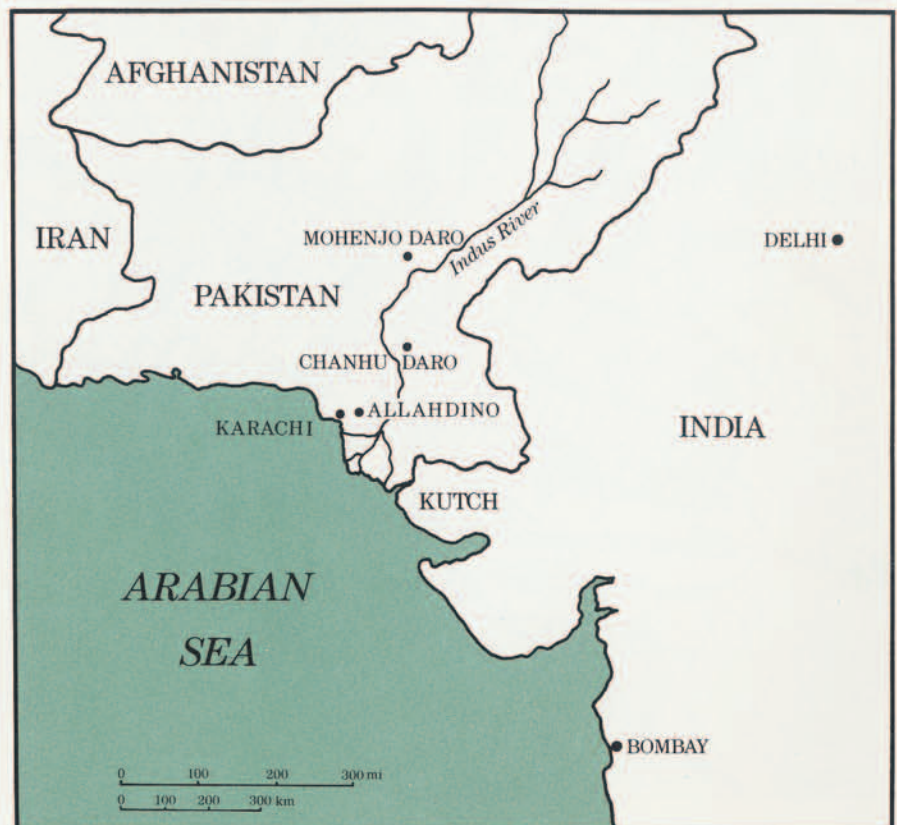 AFGHANISTAN
IRAN
MOHENJO DARO
Indus River
DELHI
PAKISTAN
CHANHU DARO
ALLAHDINO
KARACHI
INDIA
KUTCH
ARABIAN
SEA
BOMBAY
0 100 200 300 mi
0 100 200 300 km